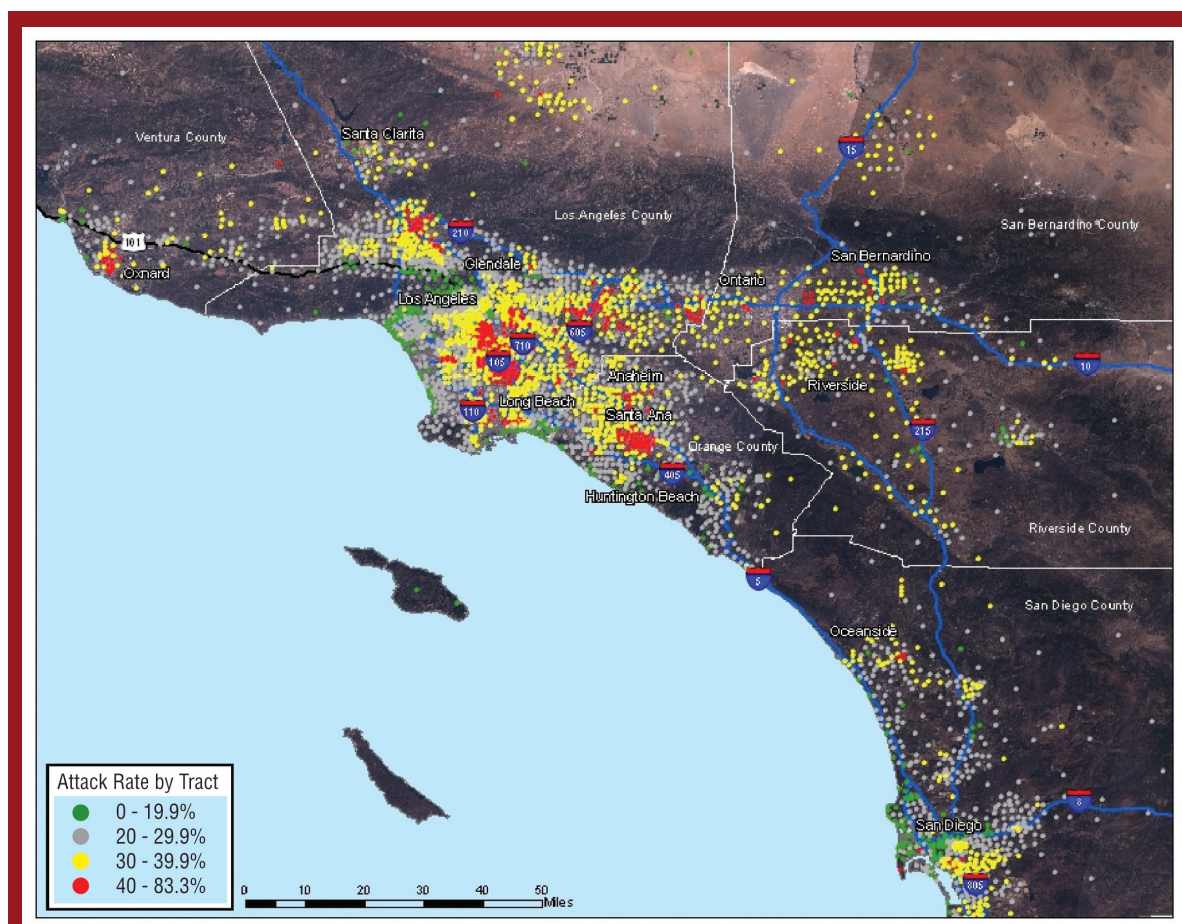 Ventura County
Santa Clarita
15
Los Angeles County
San Bernardino County
101
210
Oxnard
Glendale
San Bernardino
Los Angeles
Ontario
605
710
105
Anaheim
Riverside
10
Long Beach
110
Santa Ana
215
Orange County
405
Huntington Beach
Riverside County
5
San Diego County
Oceanside
Attack Rate by Tract
0 - 19.9%
20 - 29.9%
30 - 39.9%
40 - 83.3%
8
San Diego
805
0 10 20 30 40 50
Miles